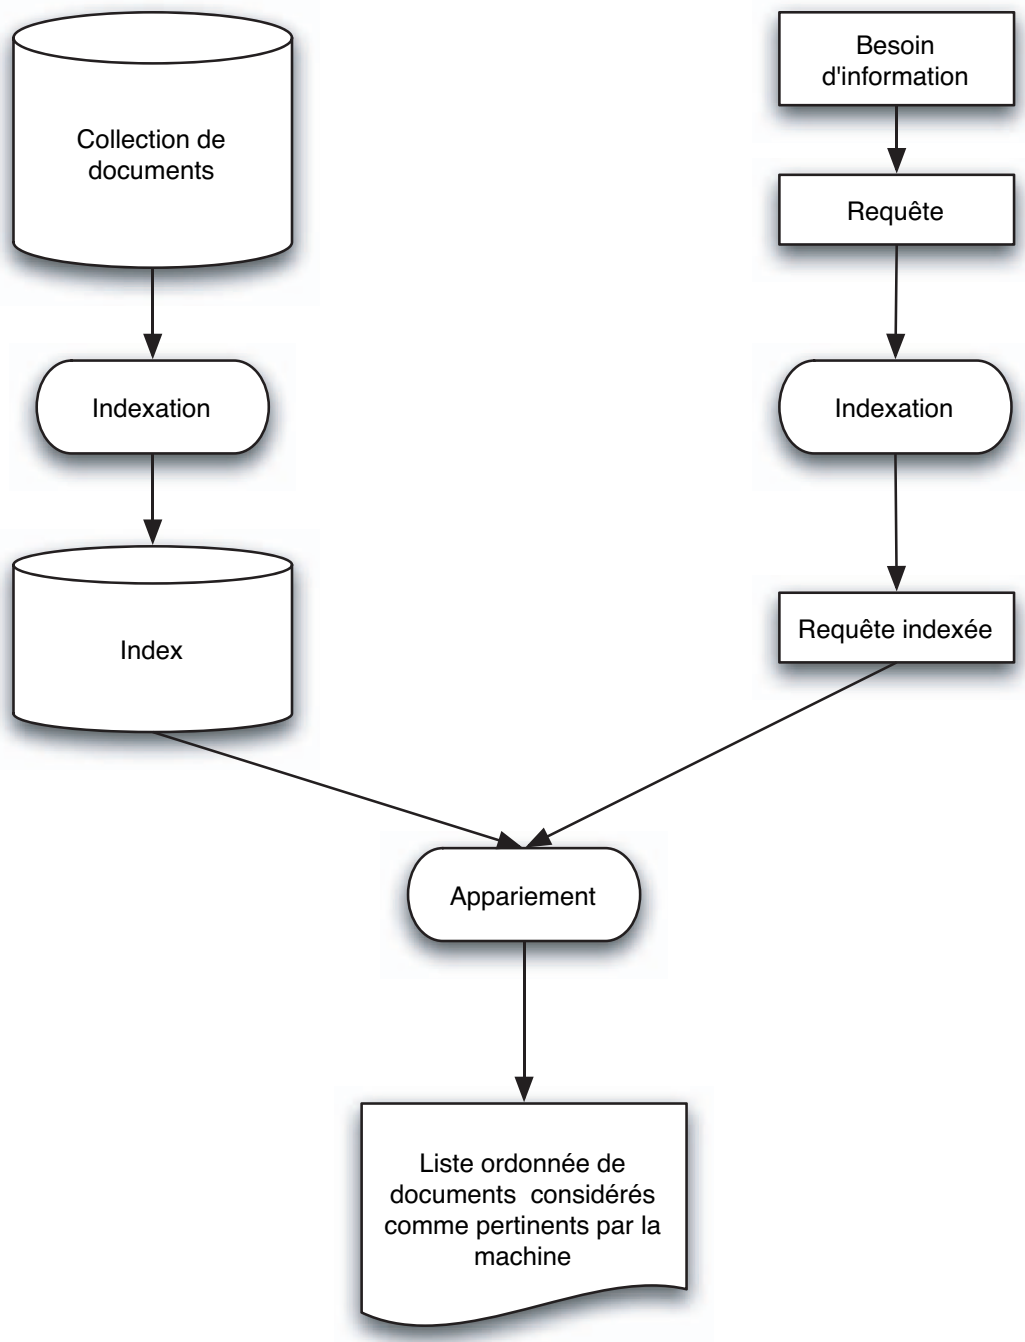 Collection de
documents
Besoin
d'information
Requête
Indexation
Indexation
Index
Requête indexée
Appariement
Liste ordonnée de
documents considérés
comme pertinents par la
machine